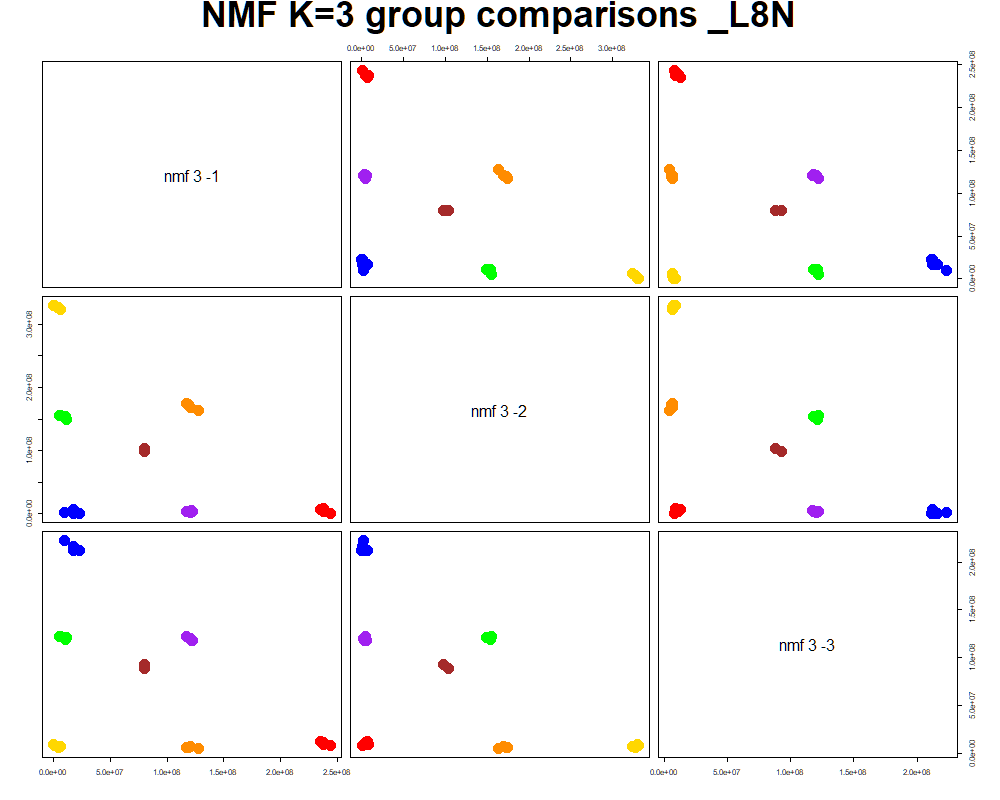 NMF K=3 group comparisons _L8N
0.0e+00 5.0e+07 1.0e+08 1.5e+08 2.0e+08 2.5e+08 3.0e+08
nmf 3 -1
0.0e+00 5.0e+07 1.0e+08 1.5e+08 2.0e+08 2.5e+08
0.0e+00 1.0e+08 2.0e+08 3.0e+08
nmf 3 -2
nmf 3 -3
0.0e+00 5.0e+07 1.0e+08 1.5e+08 2.0e+08
0.0e+00 5.0e+07 1.0e+08 1.5e+08 2.0e+08 2.5e+08
0.0e+00 5.0e+07 1.0e+08 1.5e+08 2.0e+08